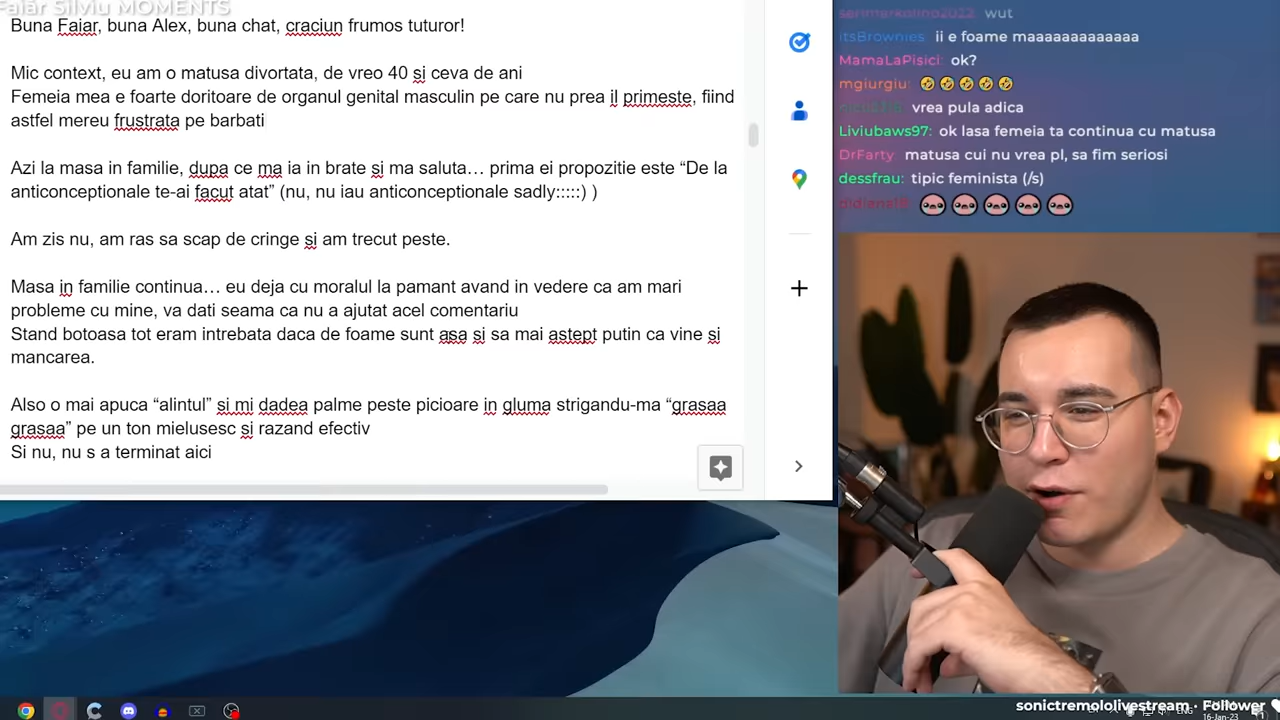 Faiar Silviu MOMENTS
Buna Faiar, buna Alex, buna chat, craciun frumos tuturor!
Mic context, eu am o matusa divortata, de vreo 40 si ceva de ani
Femeia mea e foarte doritoare de organul genital masculin pe care nu prea il primeste, fiind
astfel mereu frustrata pe barbati
Azi la masa in familie, dupa ce ma ia in brate si ma saluta… prima ei propozitie este “De la
anticonceptionale te-ai facut atat” (nu, nu iau anticonceptionale sadly:::::) )
Am zis nu, am ras sa scap de cringe si am trecut peste.
Masa in familie continua… eu deja cu moralul la pamant avand in vedere ca am mari
probleme cu mine, va dati seama ca nu a ajutat acel comentariu
Stand botoasa tot eram intrebata daca de foame sunt asa si sa mai astept putin ca vine si
mancarea.
Also o mai apuca “alintul” si mi dadea palme peste picioare in gluma strigandu-ma “grasaa
grasaa” pe un ton mielusesc si razand efectiv
Si nu, nu s a terminat aici
wut
itsBrownies: ii e foame maaaaaaaaaaaaa
MamaLaPisici: ok?
mgiurgiu:
vrea pula adica
Liviubaws97: ok lasa femeia ta continua cu matusa
DrFarty: matusa cui nu vrea pl, sa fim seriosi
dessfrau: tipic feminista (/s)
sonictremololivestream · Follower
ENG
16-Jan-23